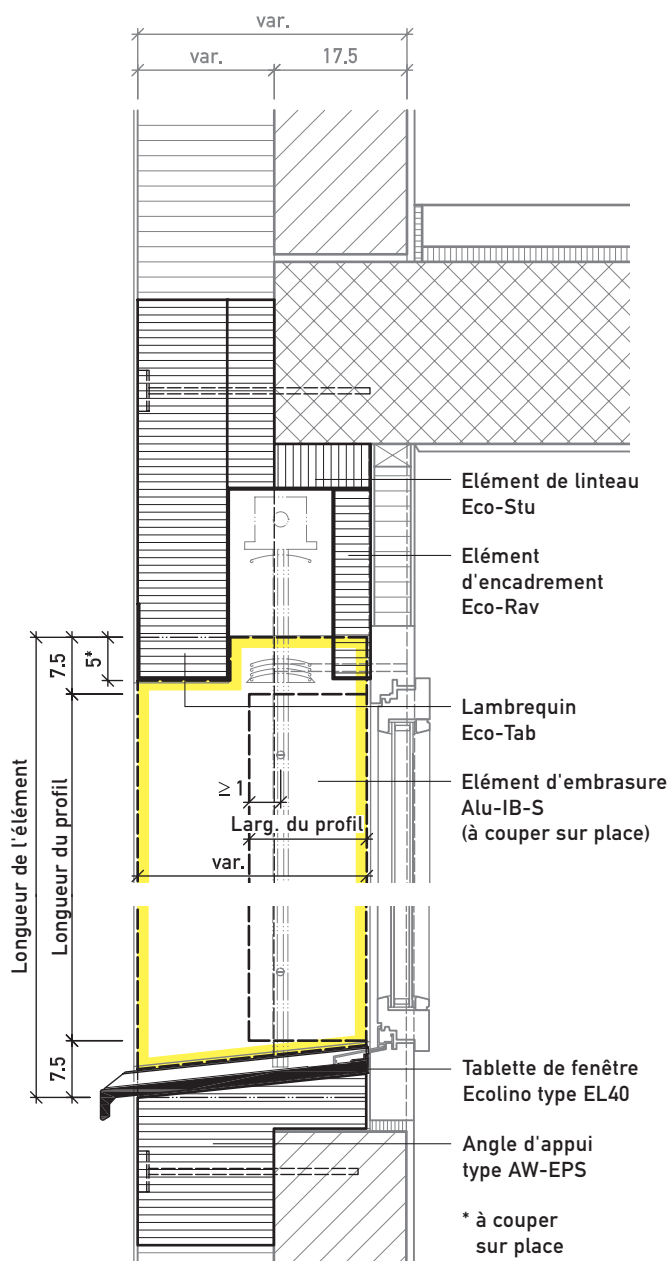 var.
var.
17.5
Elément de linteau
Eco-Stu
Elément
d'encadrement
Eco-Rav
7.5
5*
Lambrequin
Eco-Tab
Elément d'embrasure
Alu-IB-S
(à couper sur place)
≥ 1
Larg. du profil
var.
Longueur de l'élément
Longueur du profil
7.5
Tablette de fenêtre
Ecolino type EL40
Angle d'appui
type AW-EPS
* à couper
sur place